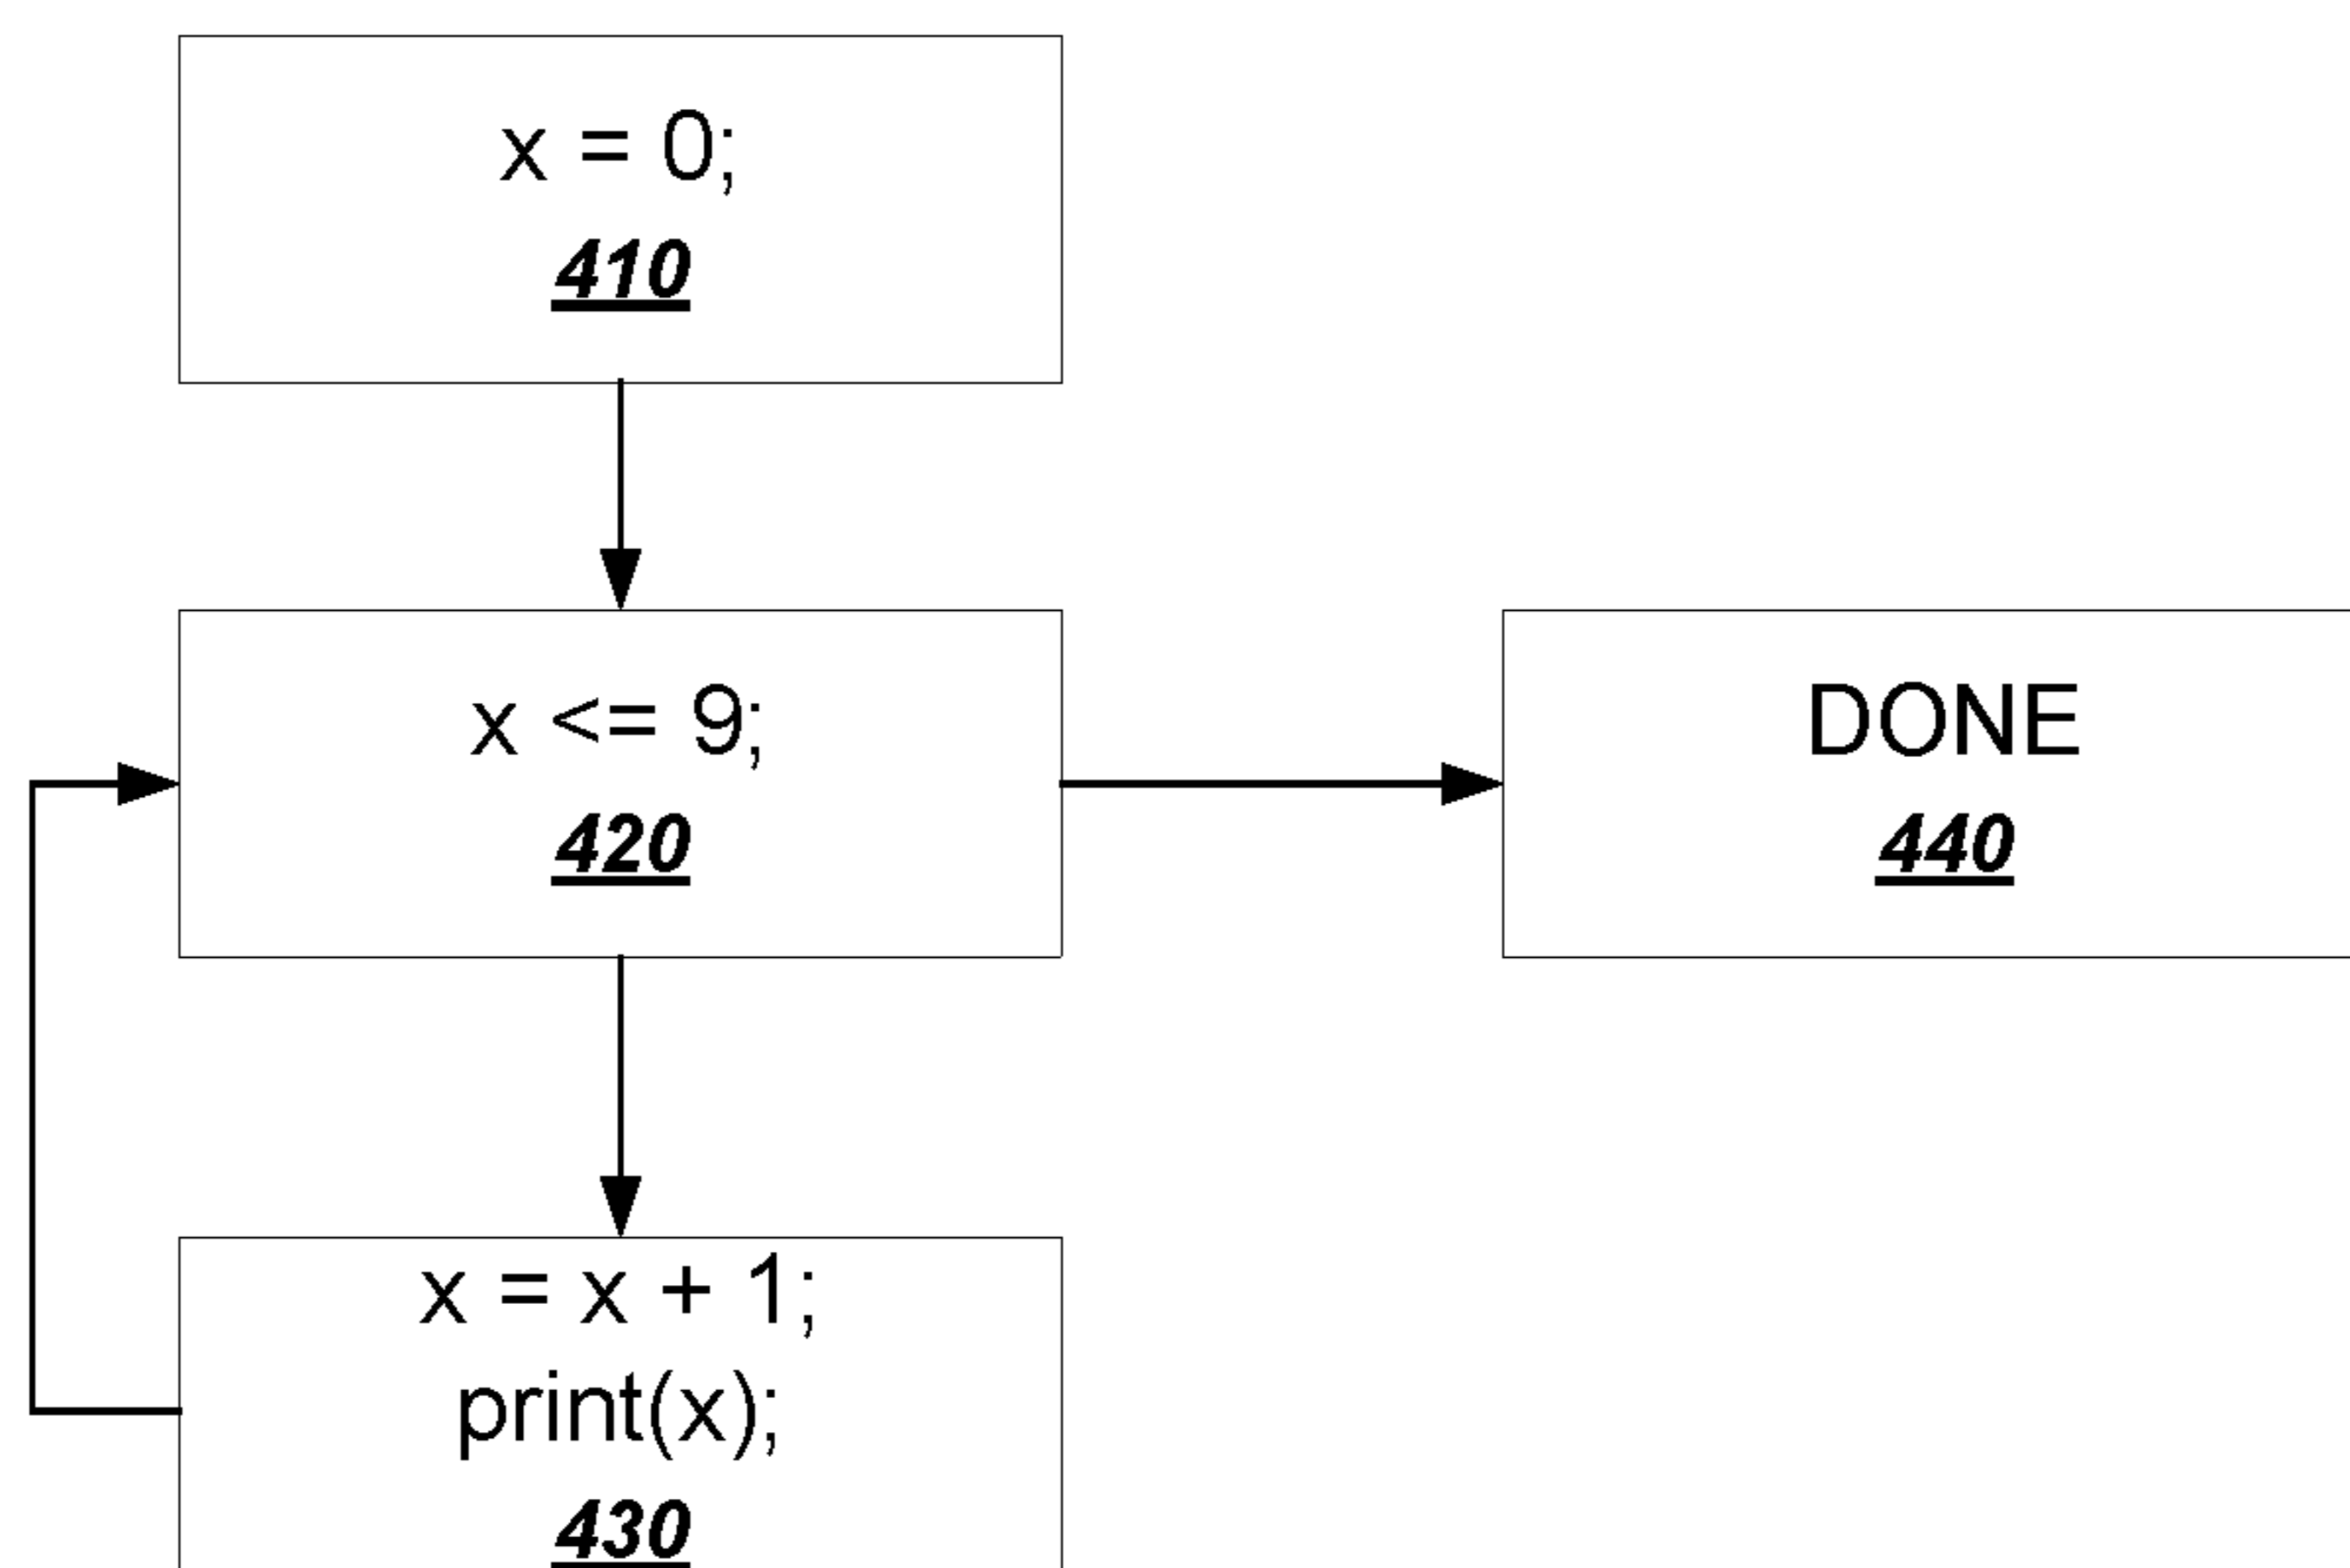 x = 0;
410
x <= 9;
420
DONE
440
x = x + 1;
print(x);
430